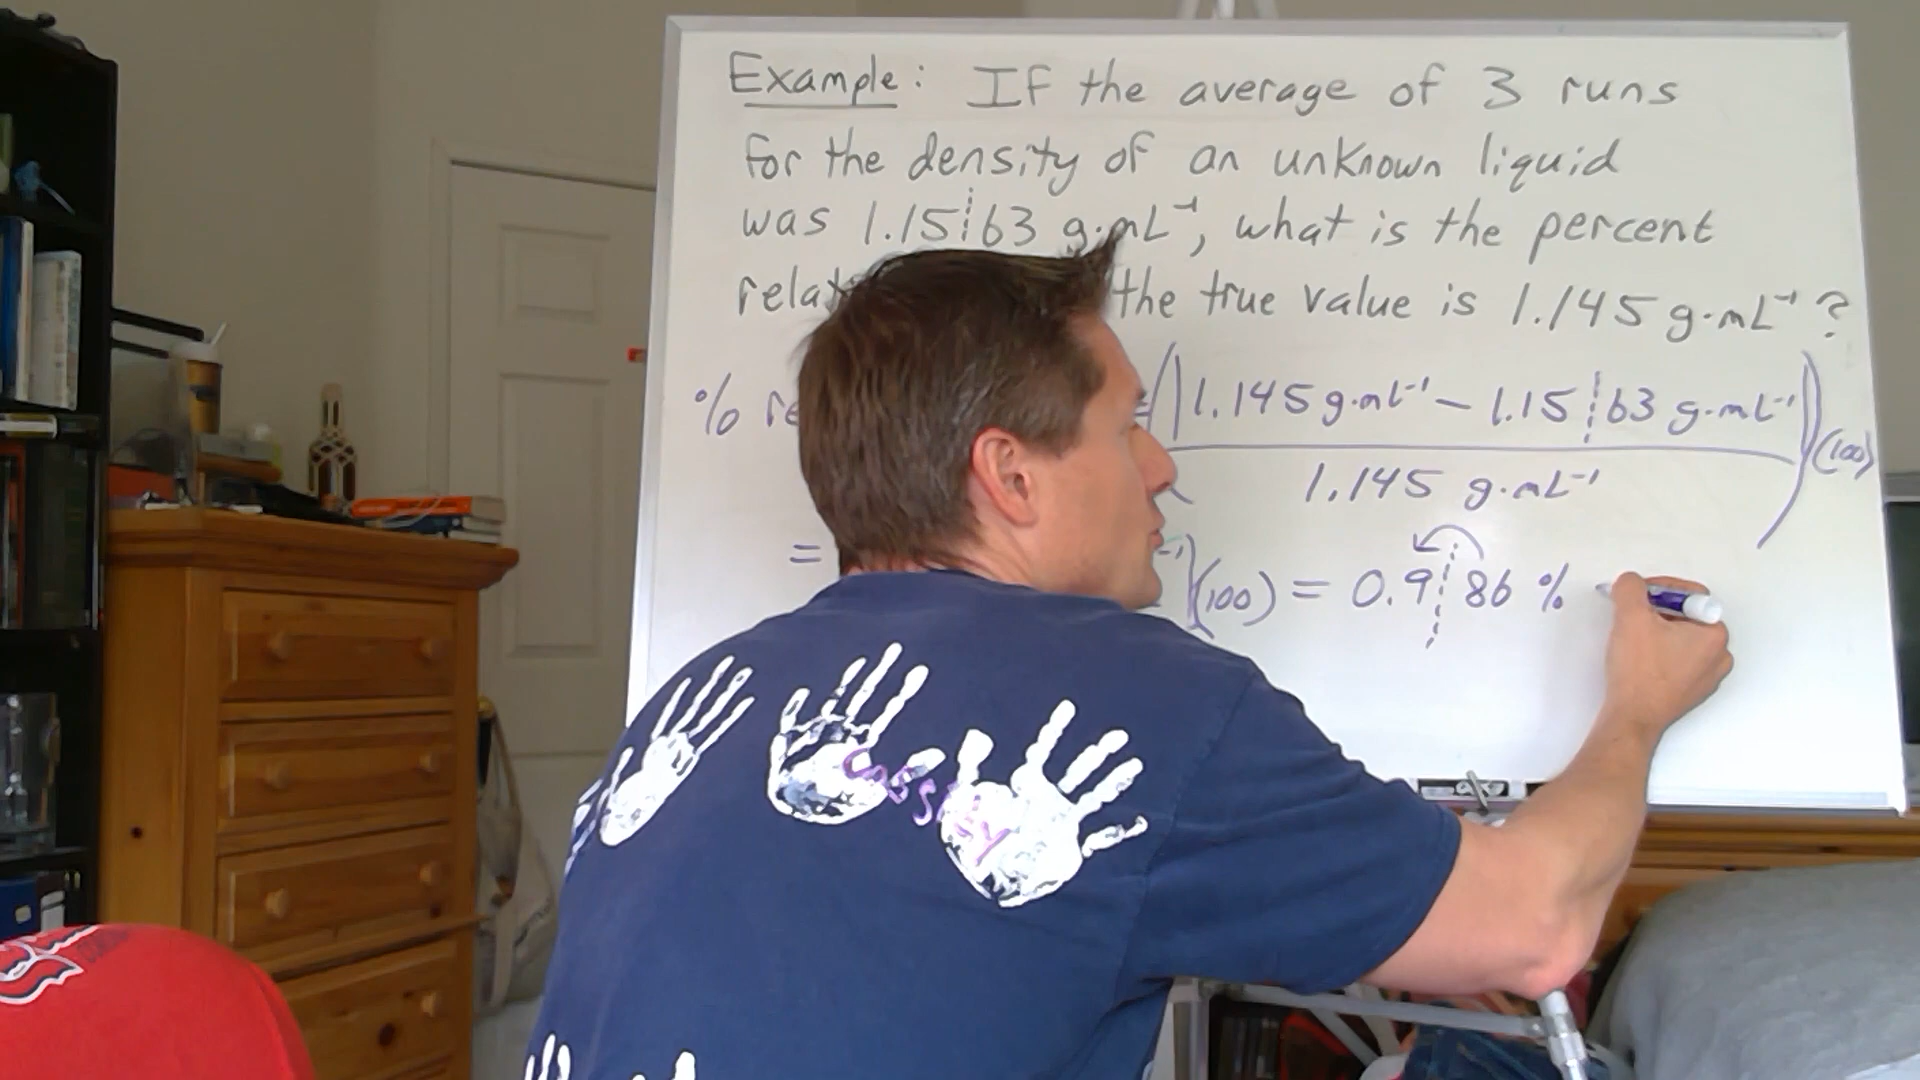 Example: If the average of 3 runs
for the density of an unknown liquid
was 1.15¦63 g·mL⁻¹, what is the percent
the true value is 1.145 g·mL⁻¹?
% = (|1.145 g·mL⁻¹ - 1.15¦63 g·mL⁻¹|)(100)
1.145 g·mL⁻¹
= ⁻¹)(100) = 0.9¦86 %